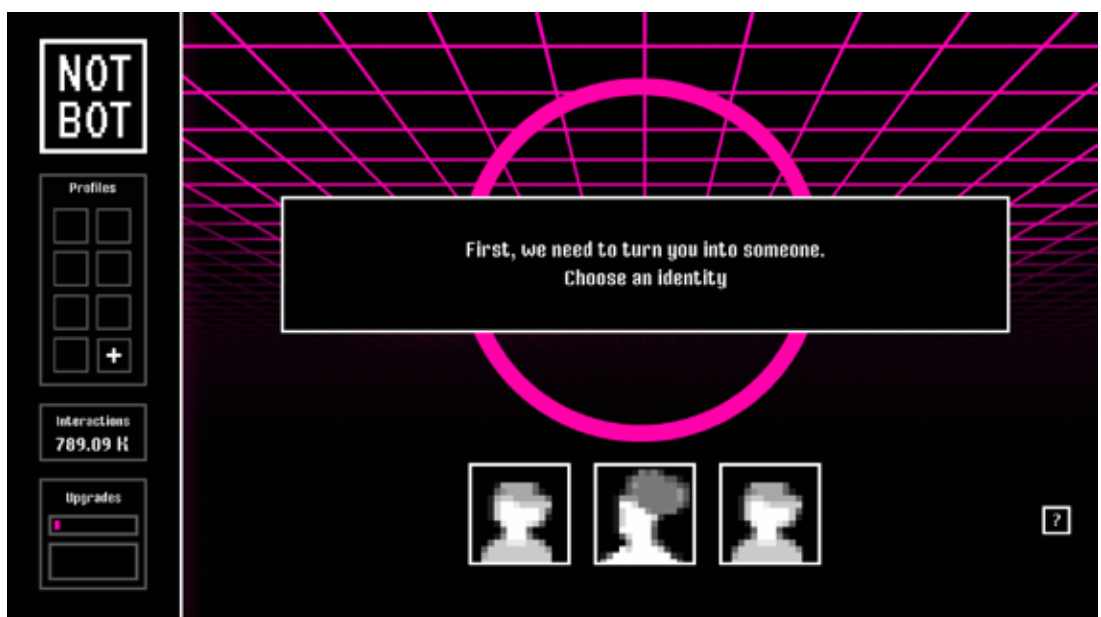 NOT
BOT
Profiles
+
Interactions
789.09 K
Upgrades
First, we need to turn you into someone.
Choose an identity
?